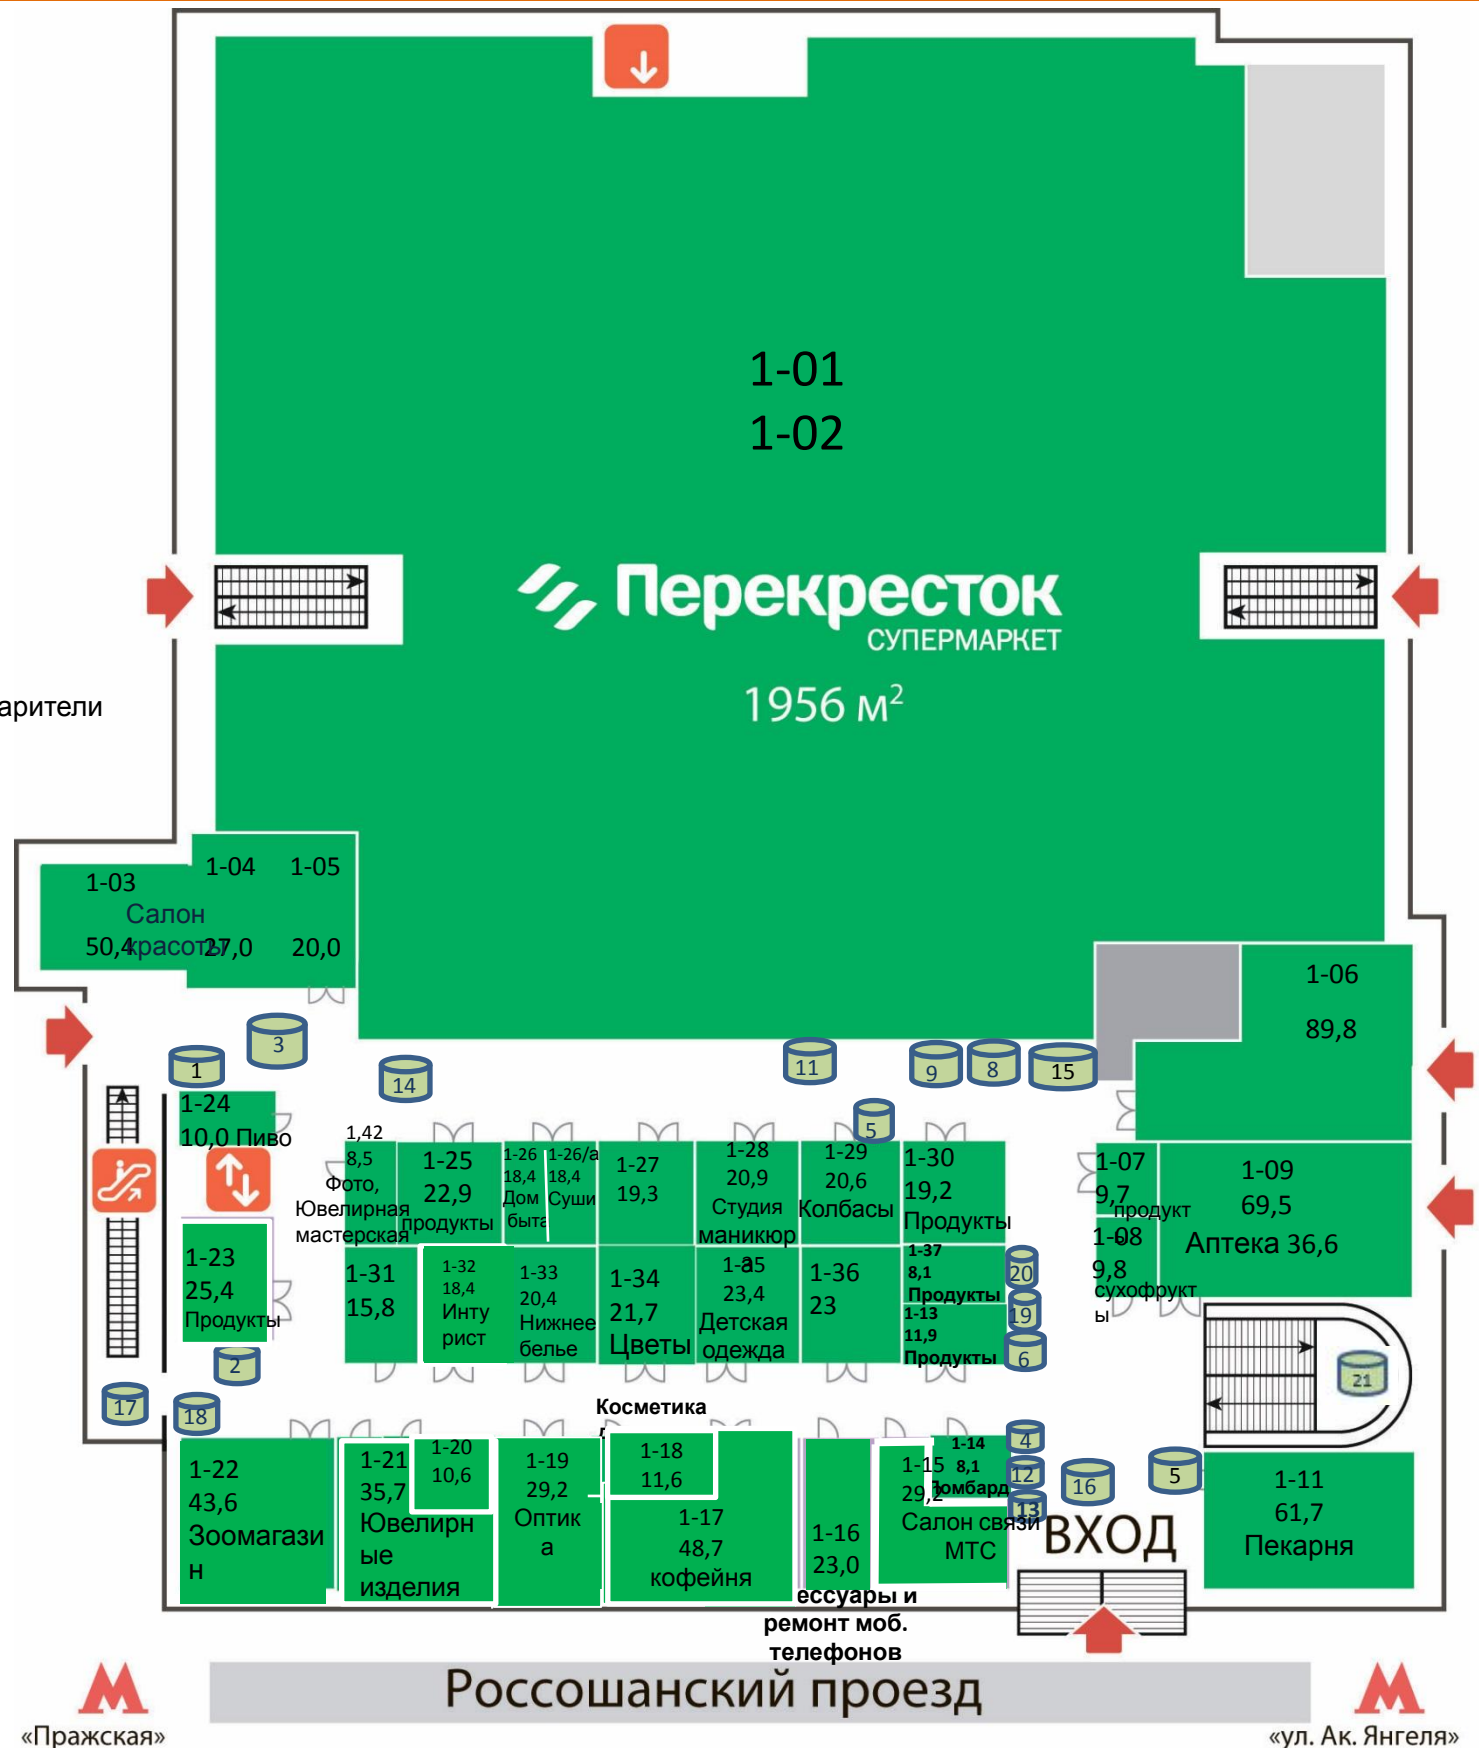 1-01
1-02
Перекресток
СУПЕРМАРКЕТ
1956 м²
арители
1-03
50,4
Салон
красоты
1-04
27,0
1-05
20,0
1-06
89,8
1
3
14
11
9
8
15
5
1-24
10,0 Пиво
1,42
8,5
Фото,
Ювелирная
мастерская
1-25
22,9
продукты
1-26
18,4
Дом
быта
1-26/а
18,4
Суши
1-27
19,3
1-28
20,9
Студия
маникюр
а
1-29
20,6
Колбасы
1-30
19,2
Продукты
1-07
9,7
продукт
1-08
9,8
сухофрукт
ы
1-09
69,5
Аптека 36,6
1-23
25,4
Продукты
1-31
15,8
1-32
18,4
Инту
рист
1-33
20,4
Нижнее
белье
1-34
21,7
Цветы
1-35
23,4
Детская
одежда
1-36
23
1-37
8,1
Продукты
1-13
11,9
Продукты
20
19
6
2
17
18
21
Косметика
1-22
43,6
Зоомагази
н
1-21
35,7
Ювелирн
ые
изделия
1-20
10,6
1-19
29,2
Оптик
а
1-18
11,6
1-17
48,7
кофейня
1-16
23,0
ессуары и
ремонт моб.
телефонов
1-15
29,2
Салон связи
МТС
1-14
8,1
Ломбард
4
12
13
16
5
ВХОД
1-11
61,7
Пекарня
Россошанский проезд
«Пражская»
«ул. Ак. Янгеля»